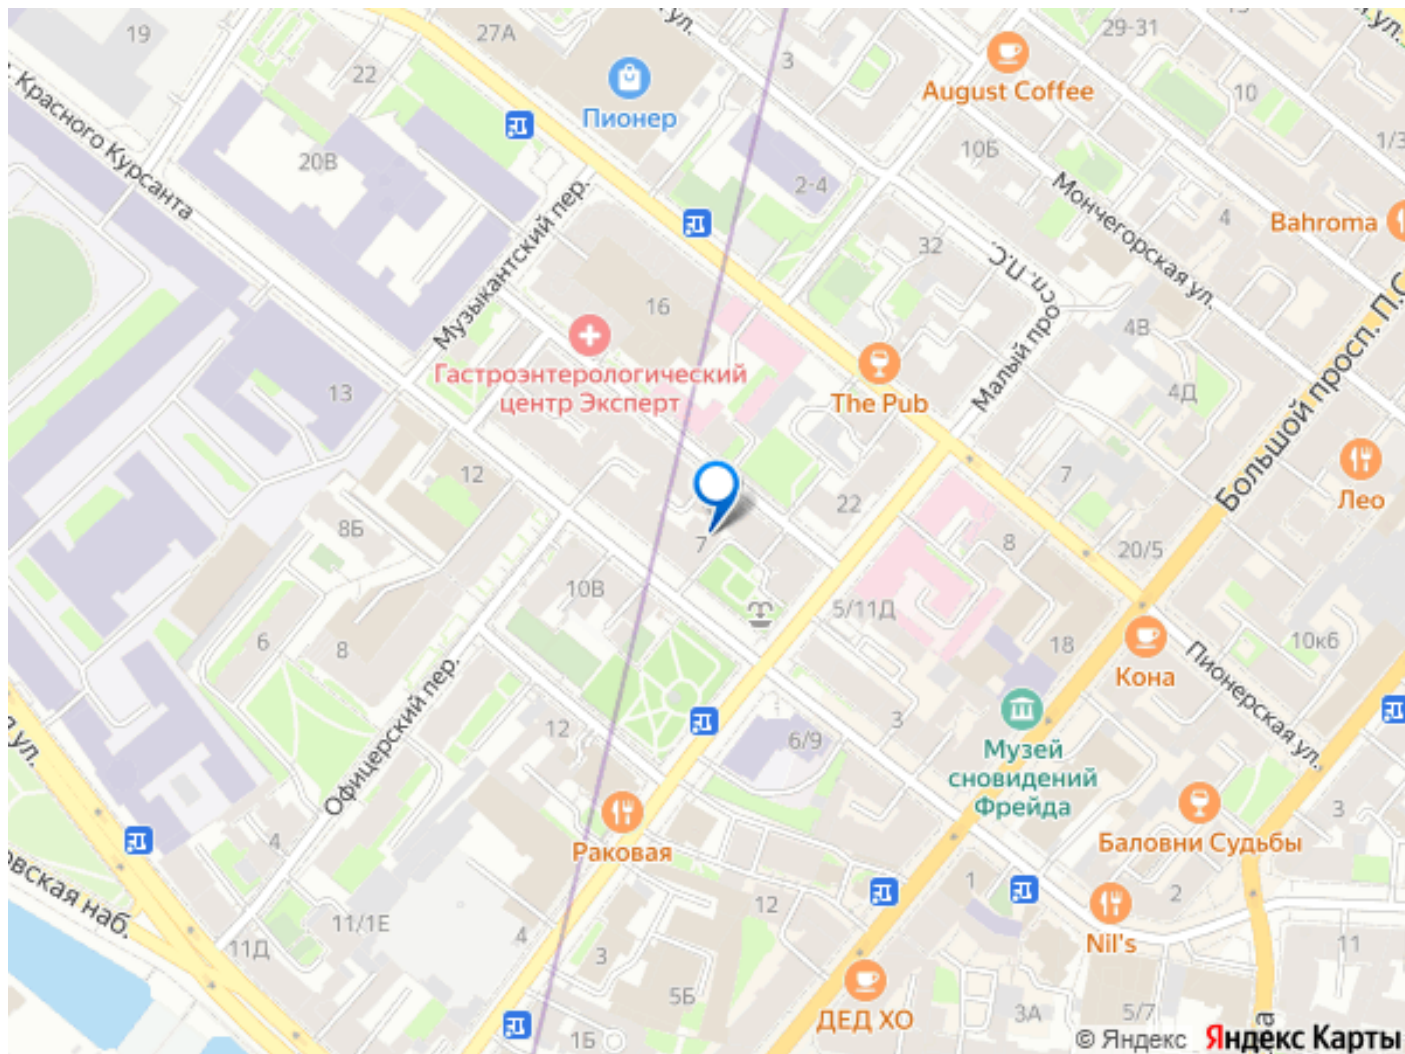 19
27А
ул.
3
29-31
ул.
22
Пионер
August Coffee
10
1/3
Красного Курсанта
20В
10Б
2-4
Мончегорская ул.
4
Bahroma
Музыкантский пер.
32
16
Малый просп. П.С.
4В
Большой просп. П.С
Гастроэнтерологический
центр Эксперт
The Pub
13
4Д
12
7
Лео
22
8Б
7
8
20/5
10В
5/11Д
6
8
18
10к6
Кона
Пионерская ул.
Офицерский пер.
3
12
6/9
Музей
сновидений
Фрейда
ул.
3
4
Раковая
Баловни Судьбы
овская наб.
1
2
12
11/1Е
4
Nil's
11Д
3
11
5Б
ДЕД ХО
3А
5/7
1Б
а
© Яндекс Яндекс Карты